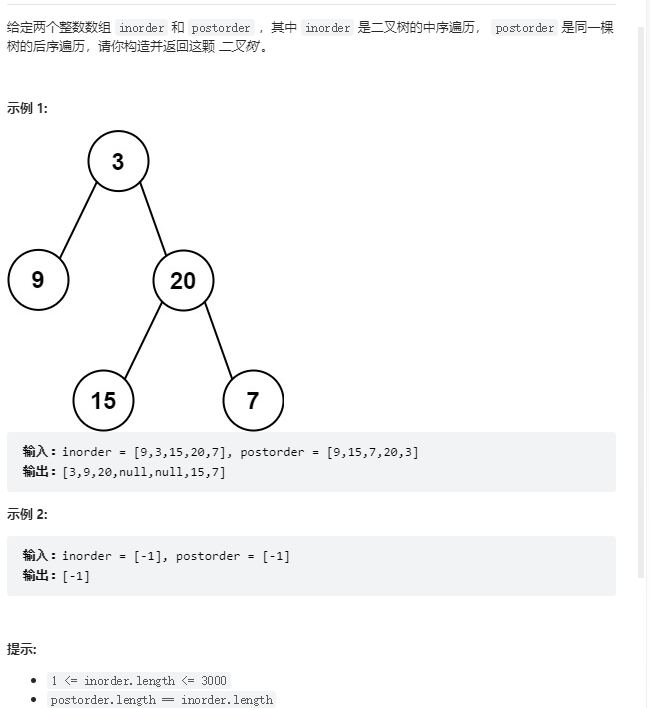 给定两个整数数组 inorder 和 postorder ，其中 inorder 是二叉树的中序遍历， postorder 是同一棵
树的后序遍历，请你构造并返回这颗 二叉树 。
示例 1:
3
9
20
15
7
输入：inorder = [9,3,15,20,7], postorder = [9,15,7,20,3]
输出：[3,9,20,null,null,15,7]
示例 2:
输入：inorder = [-1], postorder = [-1]
输出：[-1]
提示:
• 1 <= inorder.length <= 3000
• postorder.length == inorder.length